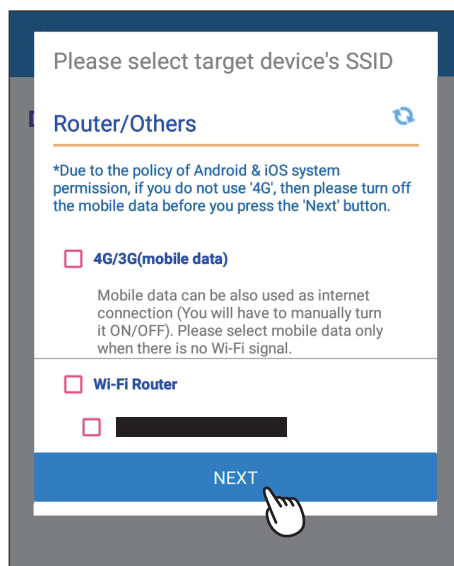 Please select target device's SSID
Router/Others
*Due to the policy of Android & iOS system
permission, if you do not use '4G', then please turn off
the mobile data before you press the 'Next' button.
4G/3G(mobile data)
Mobile data can be also used as internet
connection (You will have to manually turn
it ON/OFF). Please select mobile data only
when there is no Wi-Fi signal.
Wi-Fi Router
NEXT